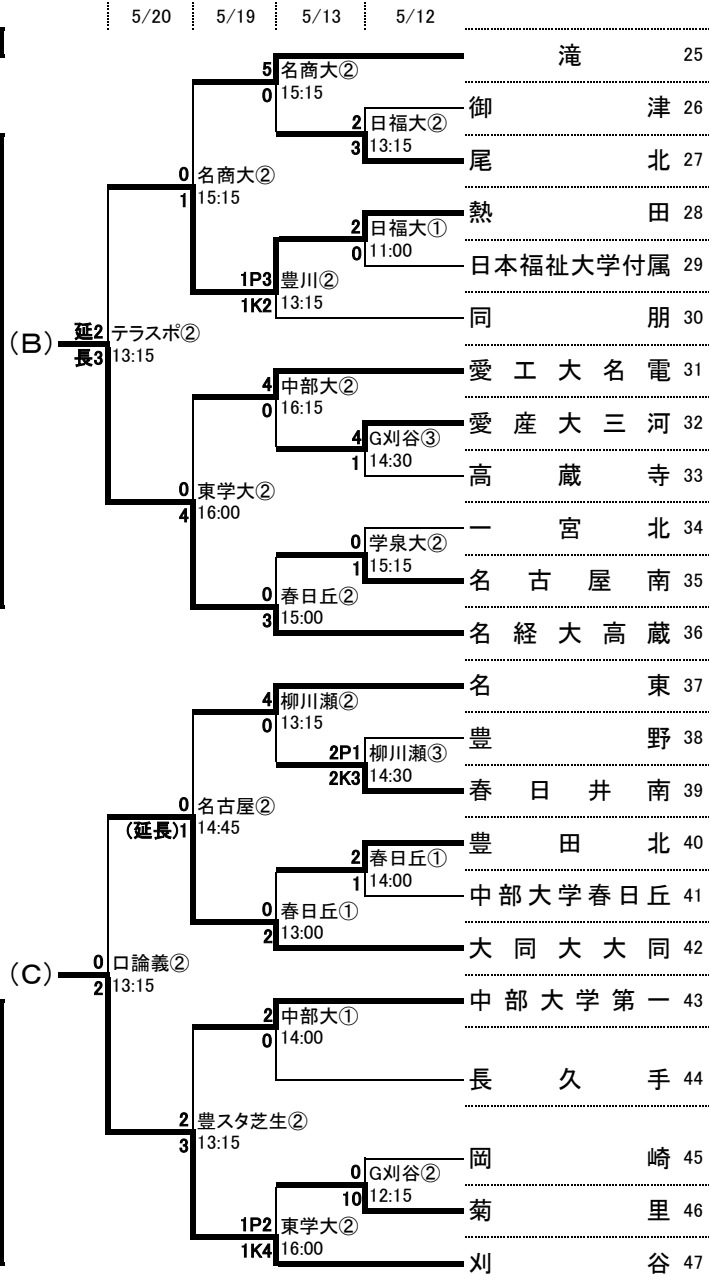 5/20 5/19 5/13 5/12
滝 25
5 名商大②
0 15:15
御津 26
2 日福大②
3 13:15
尾北 27
0 名商大②
1 15:15
熱田 28
2 日福大①
0 11:00
日本福祉大学付属 29
1P3 豊川②
1K2 13:15
同朋 30
(B) 延2 テラスポ②
長3 13:15
愛工大名電 31
4 中部大②
0 16:15
愛産大三河 32
4 G刈谷③
1 14:30
高蔵寺 33
0 東学大②
4 16:00
一宮北 34
0 学泉大②
1 15:15
名古屋南 35
0 春日丘②
3 15:00
名経大高蔵 36
名東 37
4 柳川瀬②
0 13:15
豊野 38
2P1 柳川瀬③
2K3 14:30
春日井南 39
0 名古屋②
(延長)1 14:45
豊田北 40
2 春日丘①
1 14:00
中部大学春日丘 41
0 春日丘①
2 13:00
大同大大同 42
(C) 0 口論義②
2 13:15
中部大学第一 43
2 中部大①
0 14:00
長久手 44
2 豊スタ芝生②
3 13:15
岡崎 45
0 G刈谷②
10 12:15
菊里 46
1P2 東学大②
1K4 16:00
刈谷 47